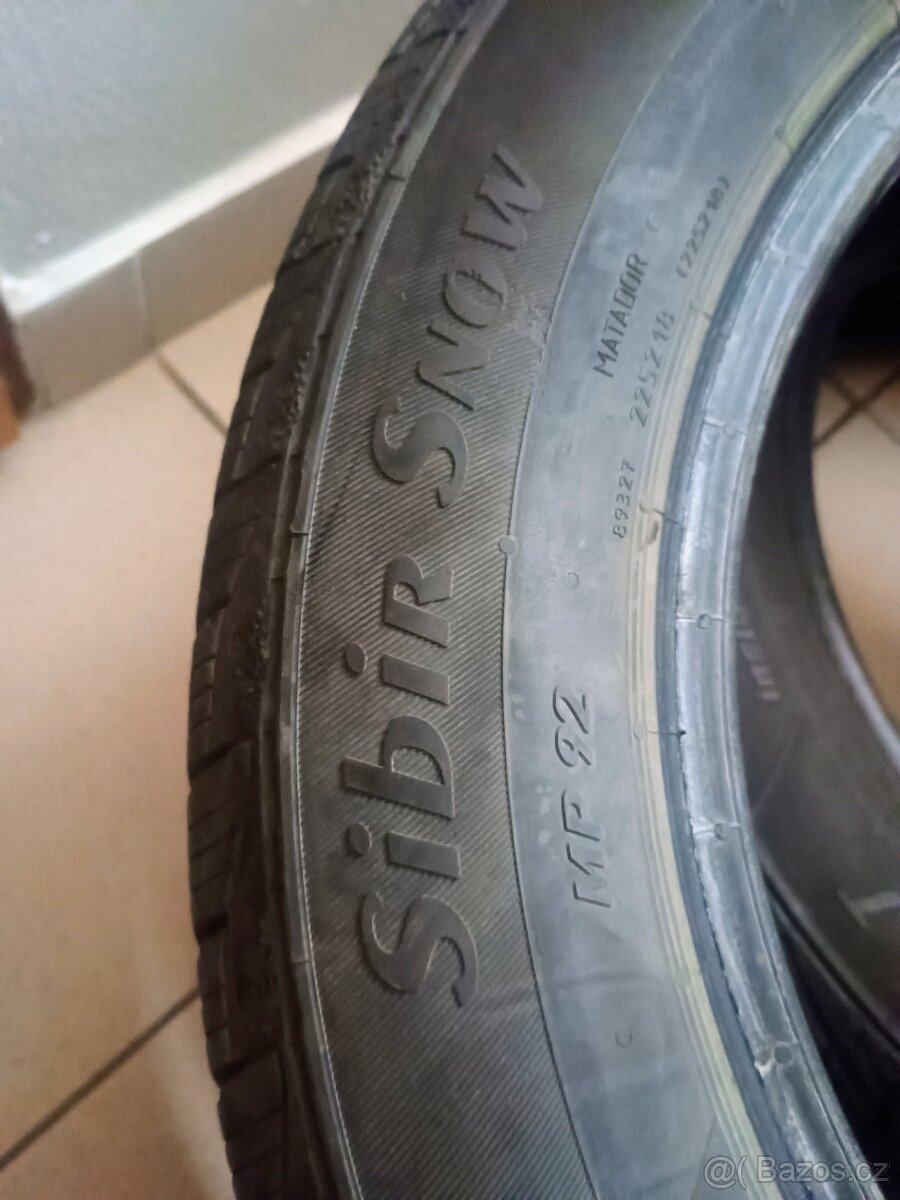 Sibir Snow
MP 92
MATADOR
89327 225218 (225218)
@( Bazos.cz